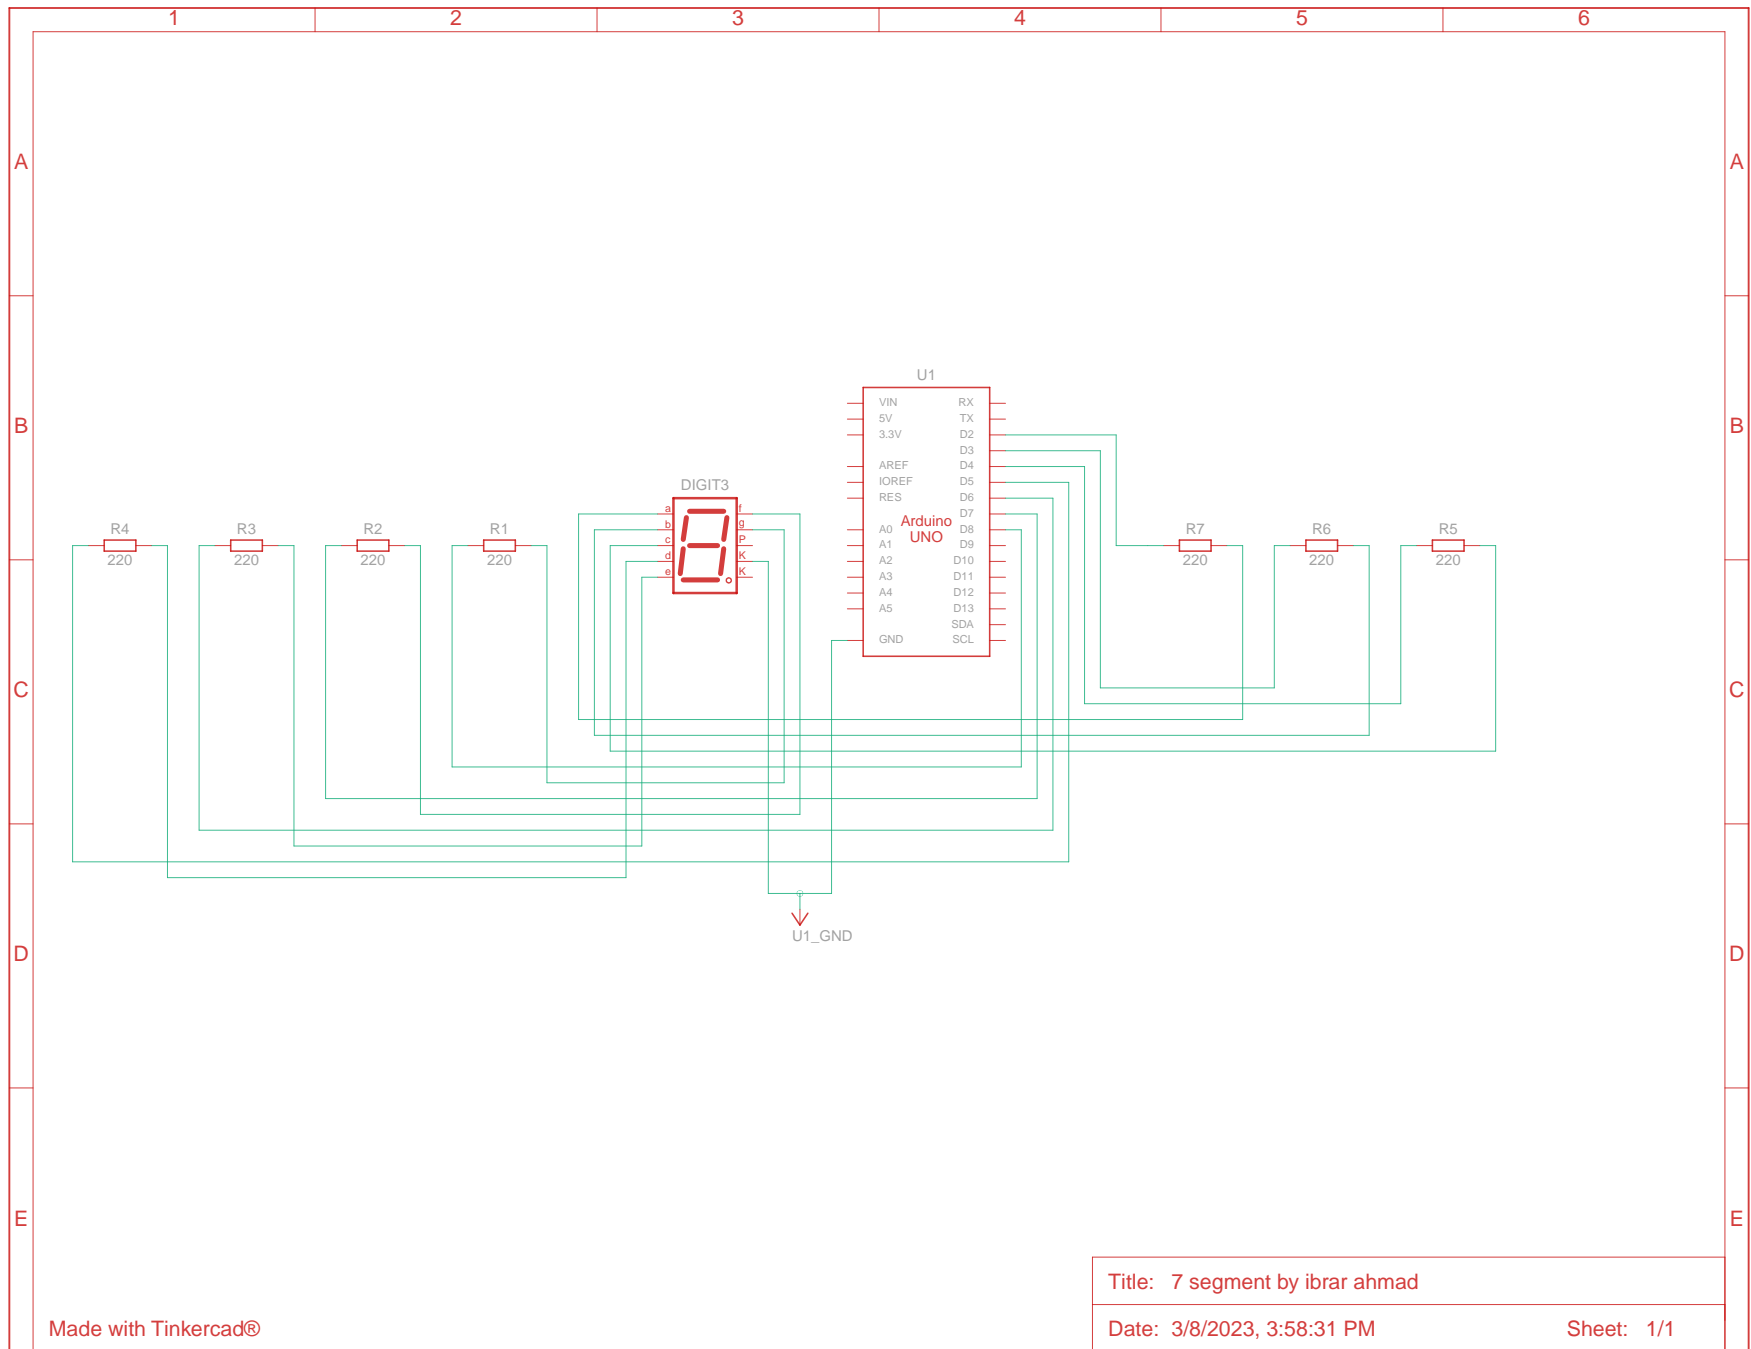 1 2 3 4 5 6
A A
B B
C C
D D
E E
U1
VIN RX
5V TX
3.3V D2
D3
AREF D4
IOREF D5
RES D6
D7
A0 D8
A1 D9
A2 D10
A3 D11
A4 D12
A5 D13
SDA
GND SCL
Arduino
UNO
DIGIT3
a f
b g
c P
d K
e K
R4
220
R3
220
R2
220
R1
220
R7
220
R6
220
R5
220
U1_GND
Title: 7 segment by ibrar ahmad
Made with Tinkercad®
Date: 3/8/2023, 3:58:31 PM Sheet: 1/1